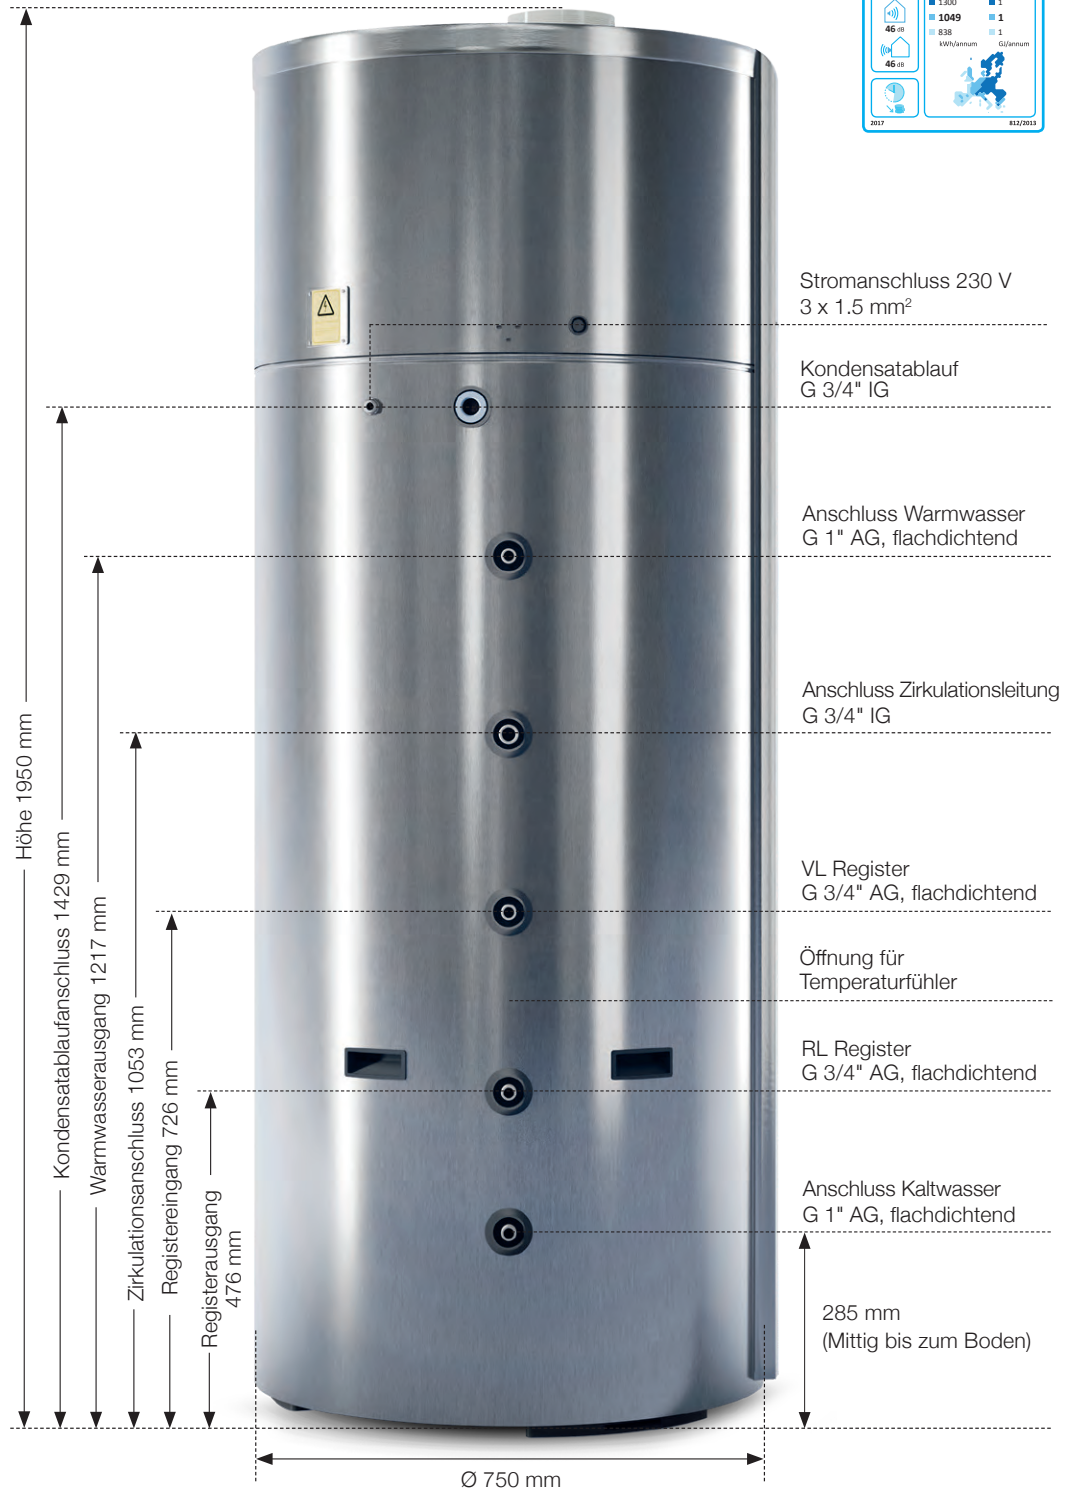 1300 1
1049 1
838 1
kWh/annum GJ/annum
46 dB
46 dB
2017 812/2013
Stromanschluss 230 V
3 x 1.5 mm²
Kondensatablauf
G 3/4" IG
Anschluss Warmwasser
G 1" AG, flachdichtend
Anschluss Zirkulationsleitung
G 3/4" IG
VL Register
G 3/4" AG, flachdichtend
Öffnung für
Temperaturfühler
RL Register
G 3/4" AG, flachdichtend
Anschluss Kaltwasser
G 1" AG, flachdichtend
285 mm
(Mittig bis zum Boden)
Höhe 1950 mm
Kondensatablaufanschluss 1429 mm
Warmwasserausgang 1217 mm
Zirkulationsanschluss 1053 mm
Registereingang 726 mm
Registerausgang
476 mm
Ø 750 mm